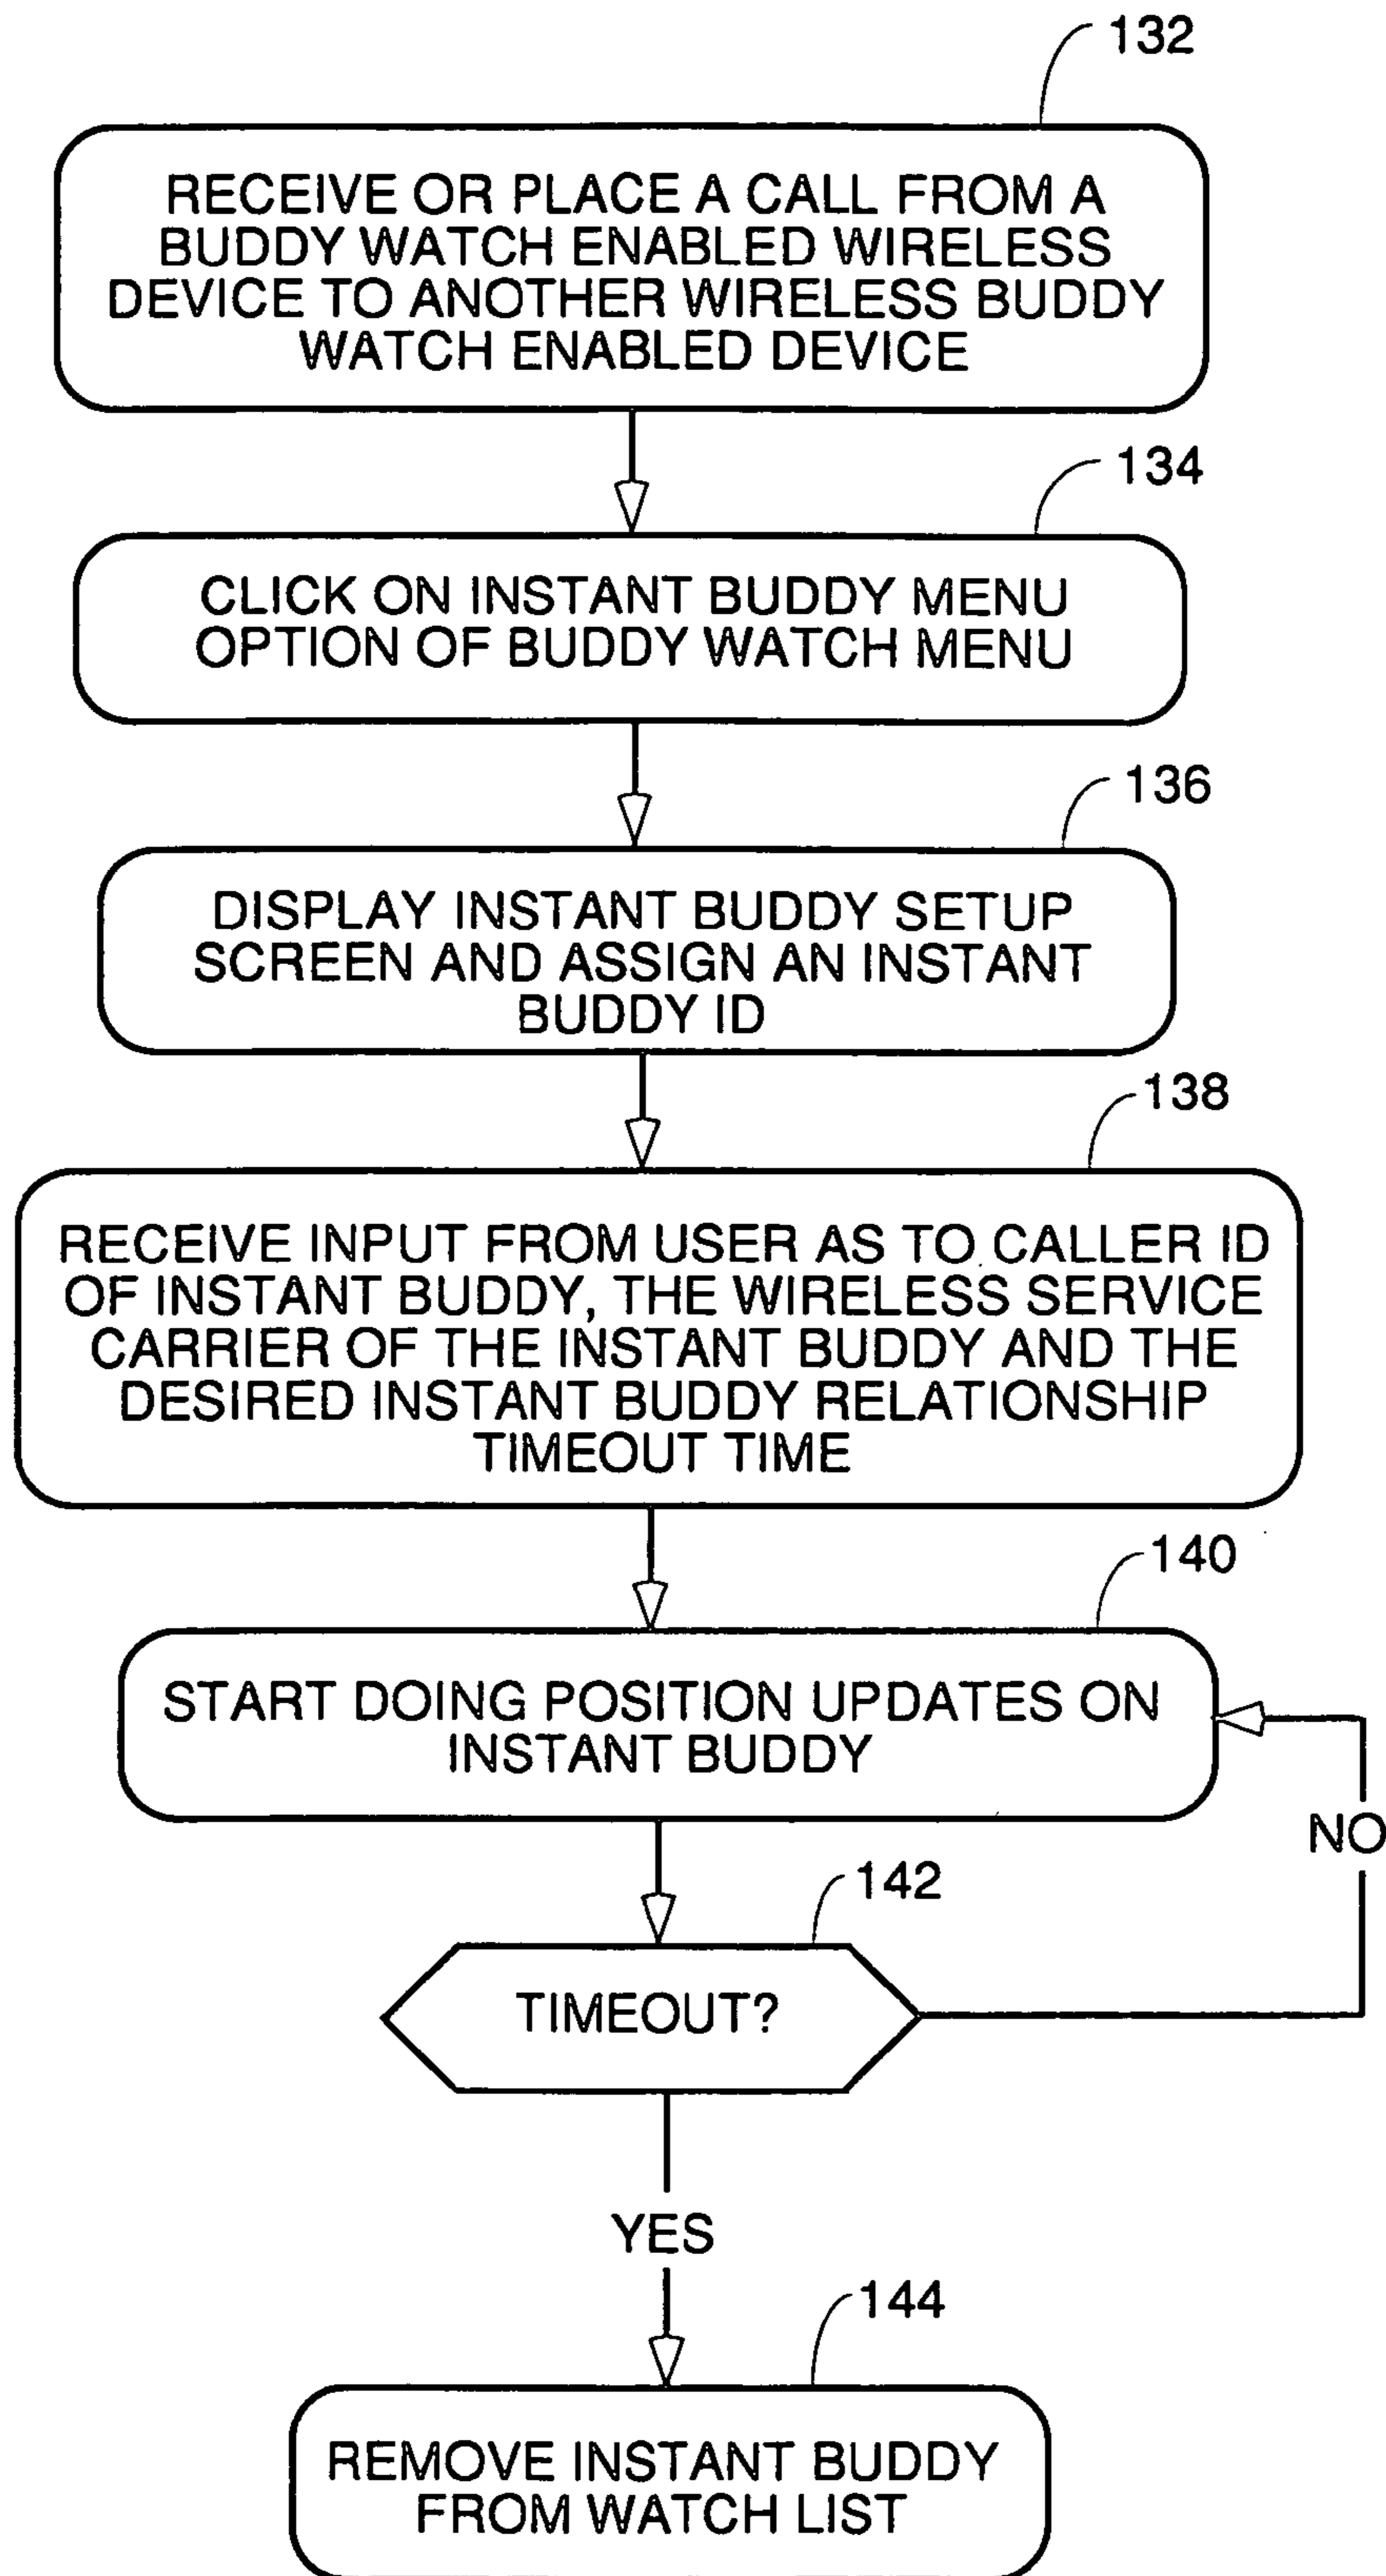 132
RECEIVE OR PLACE A CALL FROM A
BUDDY WATCH ENABLED WIRELESS
DEVICE TO ANOTHER WIRELESS BUDDY
WATCH ENABLED DEVICE
134
CLICK ON INSTANT BUDDY MENU
OPTION OF BUDDY WATCH MENU
136
DISPLAY INSTANT BUDDY SETUP
SCREEN AND ASSIGN AN INSTANT
BUDDY ID
138
RECEIVE INPUT FROM USER AS TO CALLER ID
OF INSTANT BUDDY, THE WIRELESS SERVICE
CARRIER OF THE INSTANT BUDDY AND THE
DESIRED INSTANT BUDDY RELATIONSHIP
TIMEOUT TIME
140
START DOING POSITION UPDATES ON
INSTANT BUDDY
NO
142
TIMEOUT?
YES
144
REMOVE INSTANT BUDDY
FROM WATCH LIST